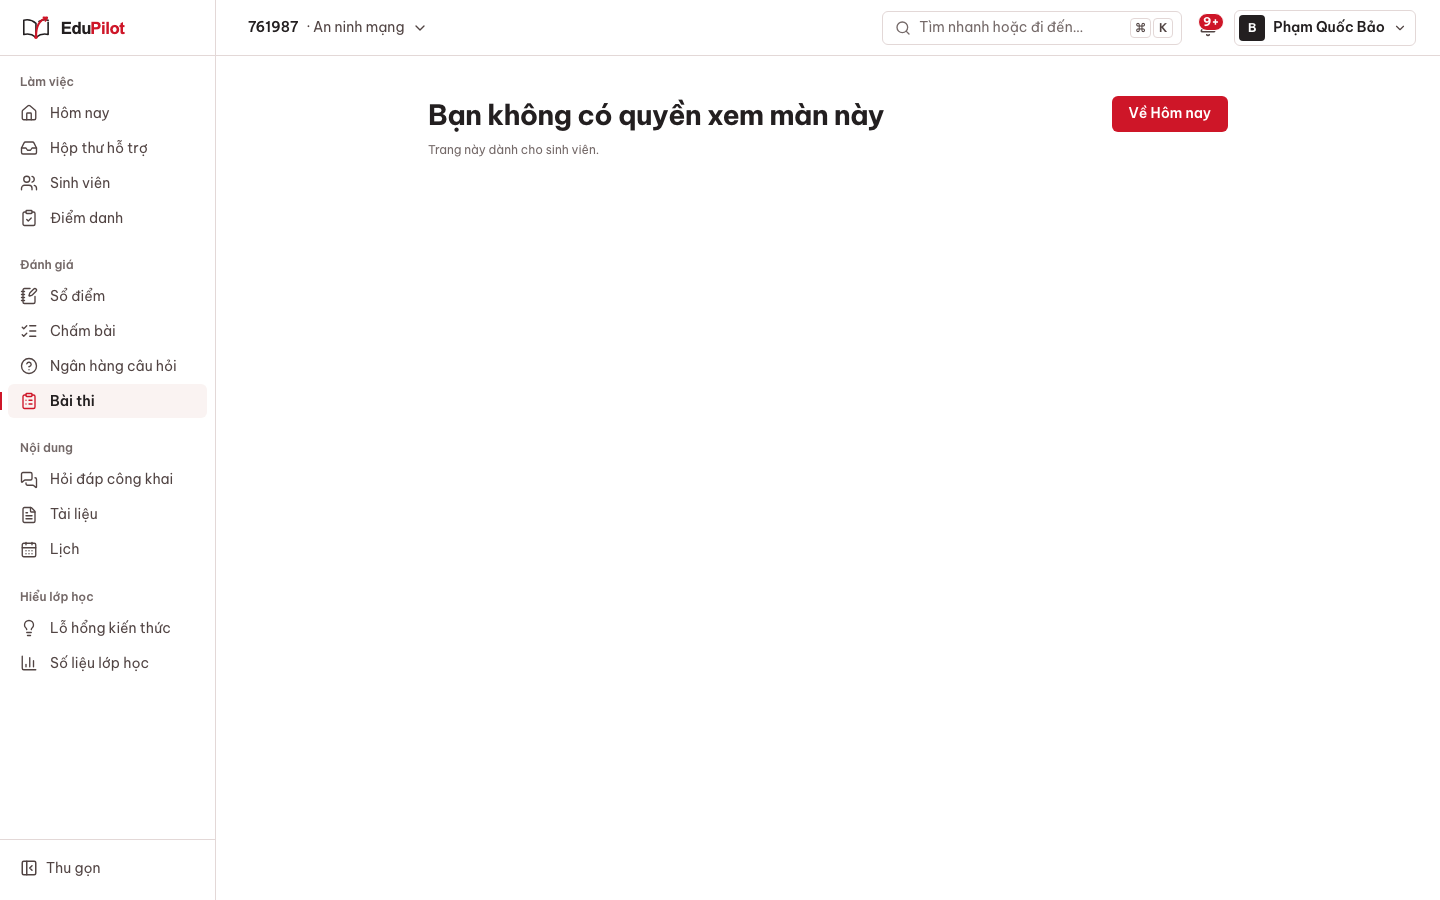 EduPilot
761987 · An ninh mạng
Tìm nhanh hoặc đi đến...
⌘ K
9+
B
Phạm Quốc Bảo
Làm việc
Hôm nay
Hộp thư hỗ trợ
Sinh viên
Điểm danh
Đánh giá
Sổ điểm
Chấm bài
Ngân hàng câu hỏi
Bài thi
Nội dung
Hỏi đáp công khai
Tài liệu
Lịch
Hiểu lớp học
Lỗ hổng kiến thức
Số liệu lớp học
Thu gọn
Bạn không có quyền xem màn này
Về Hôm nay
Trang này dành cho sinh viên.